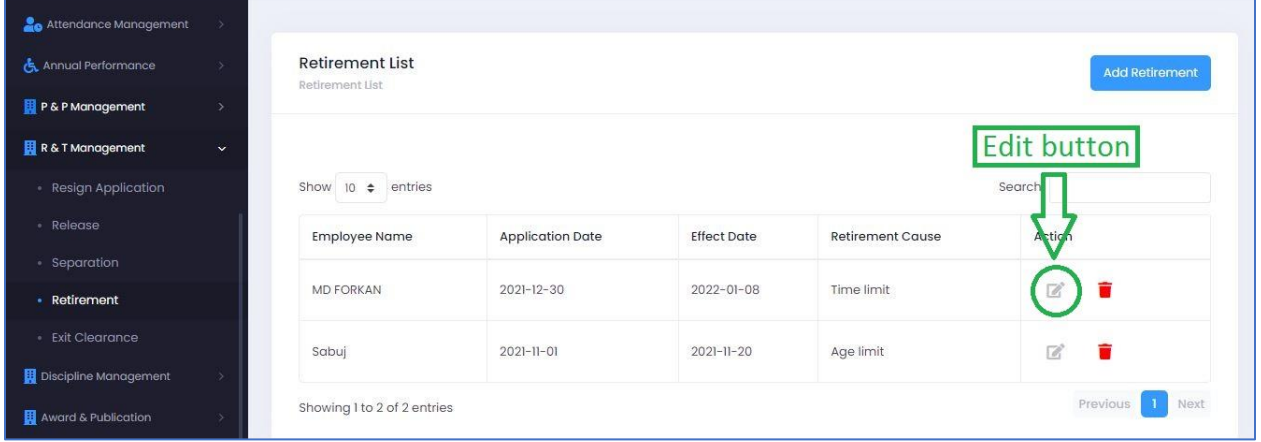 Attendance Management
Annual Performance
P & P Management
R & T Management
Resign Application
Release
Separation
Retirement
Exit Clearance
Discipline Management
Award & Publication
Retirement List
Retirement List
Add Retirement
Edit button
Show 10 entries
Search
Employee Name Application Date Effect Date Retirement Cause Action
MD FORKAN 2021-12-30 2022-01-08 Time limit
Sabuj 2021-11-01 2021-11-20 Age limit
Showing 1 to 2 of 2 entries
Previous 1 Next